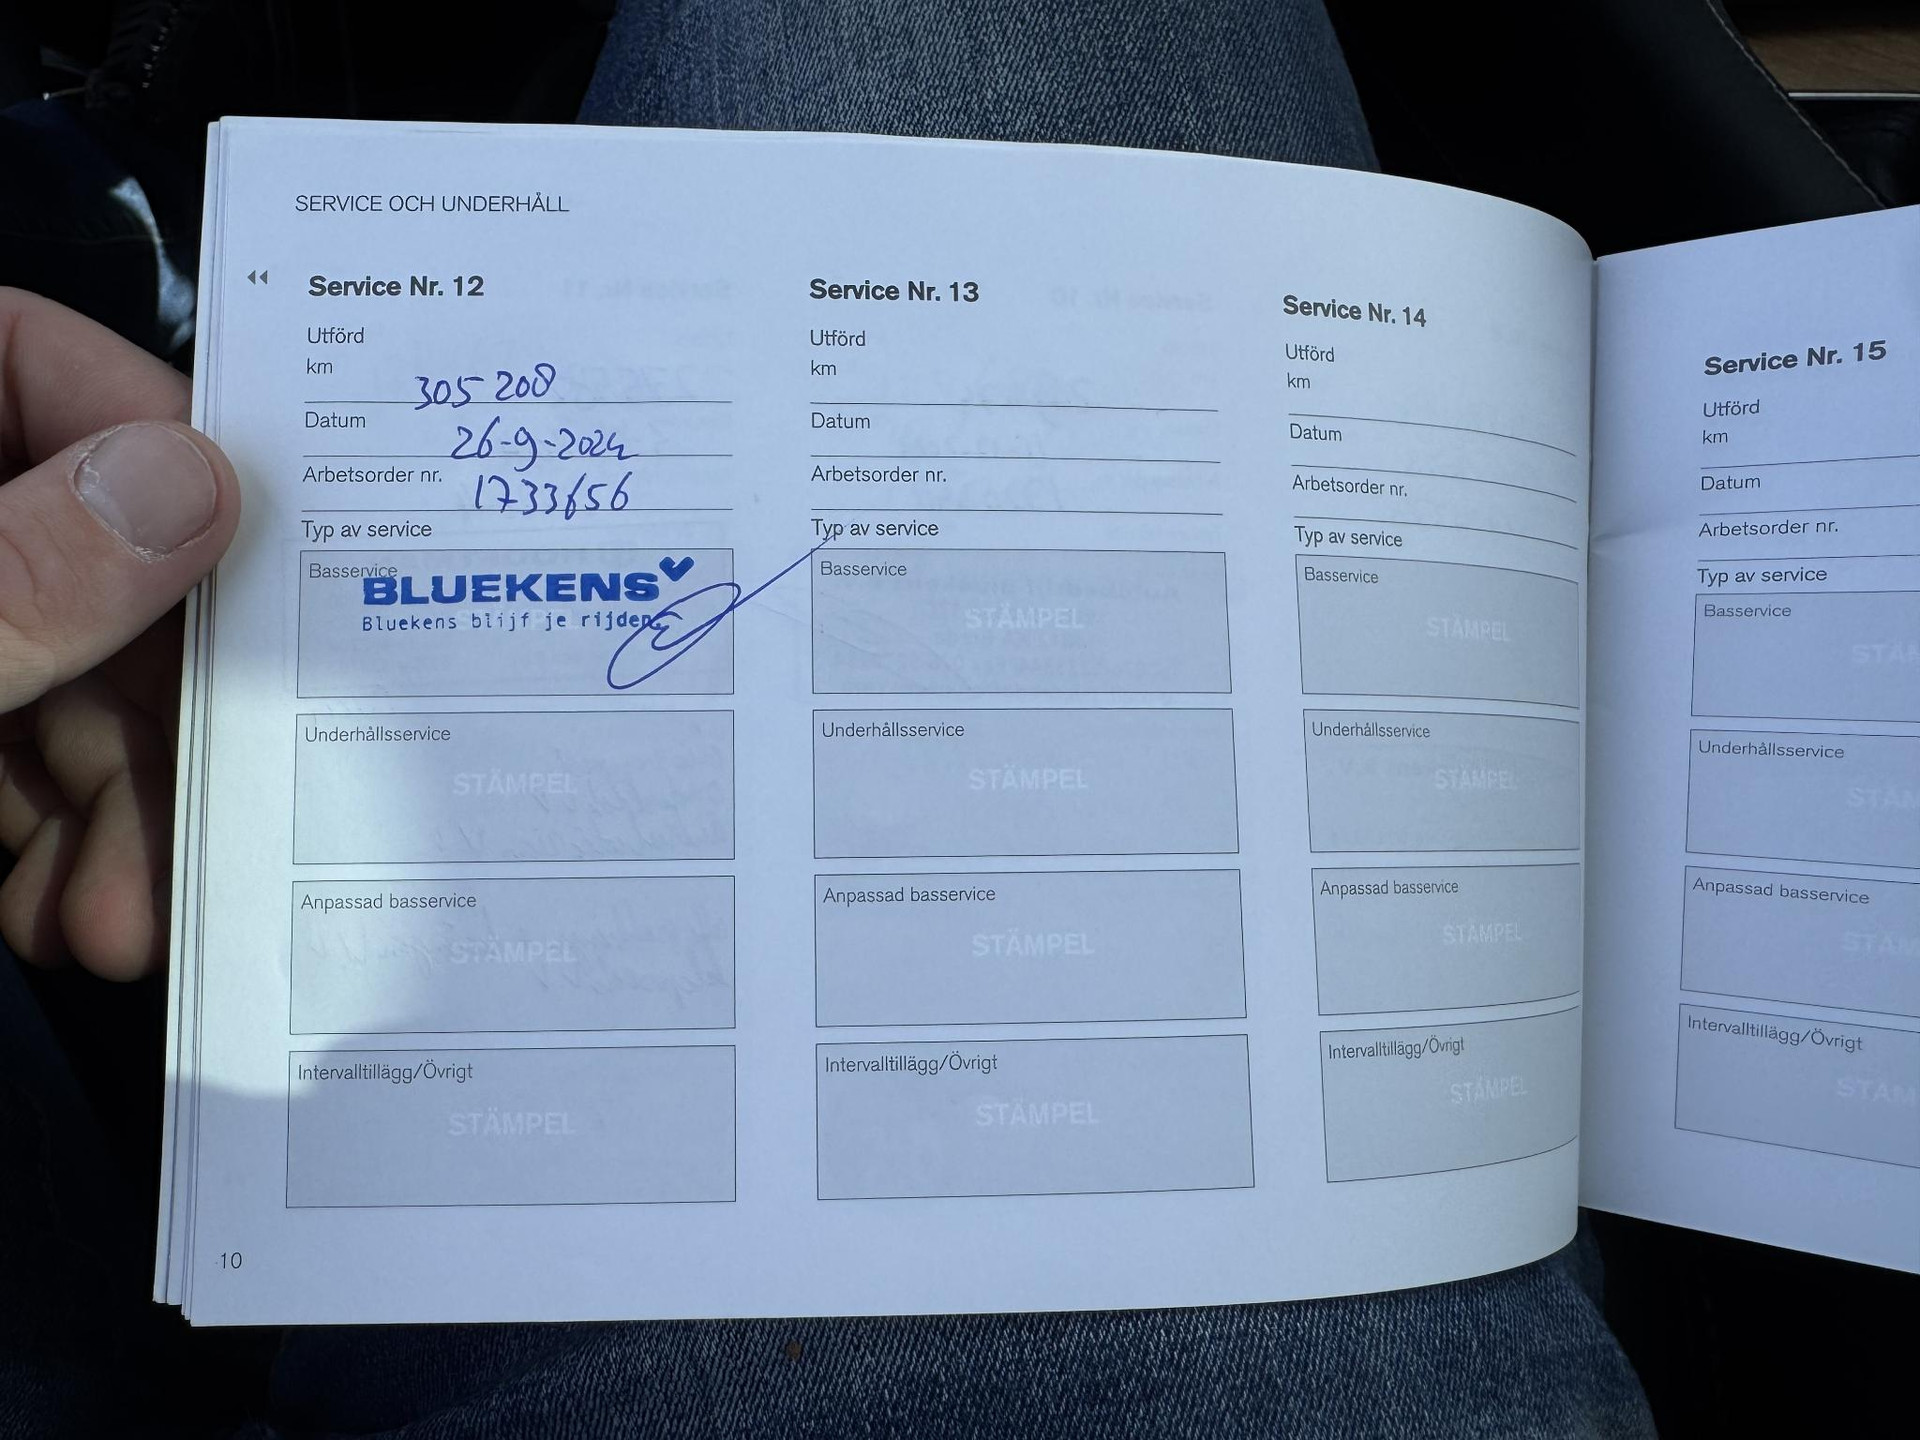 SERVICE OCH UNDERHÅLL
Service Nr. 12
Utförd
km 305 208
Datum 26-9-2024
Arbetsorder nr. 1733656
Typ av service
Basservice
BLUEKENS
Bluekens blijf je rijden
Underhållsservice
STÄMPEL
Anpassad basservice
STÄMPEL
Intervalltillägg/Övrigt
STÄMPEL
Service Nr. 13
Utförd
km
Datum
Arbetsorder nr.
Typ av service
Basservice
STÄMPEL
Underhållsservice
STÄMPEL
Anpassad basservice
STÄMPEL
Intervalltillägg/Övrigt
STÄMPEL
Service Nr. 14
Utförd
km
Datum
Arbetsorder nr.
Typ av service
Basservice
STÄMPEL
Underhållsservice
STÄMPEL
Anpassad basservice
STÄMPEL
Intervalltillägg/Övrigt
STÄMPEL
10
Service Nr. 15
Utförd
km
Datum
Arbetsorder nr.
Typ av service
Basservice
Underhållsservice
Anpassad basservice
Intervalltillägg/Övrigt